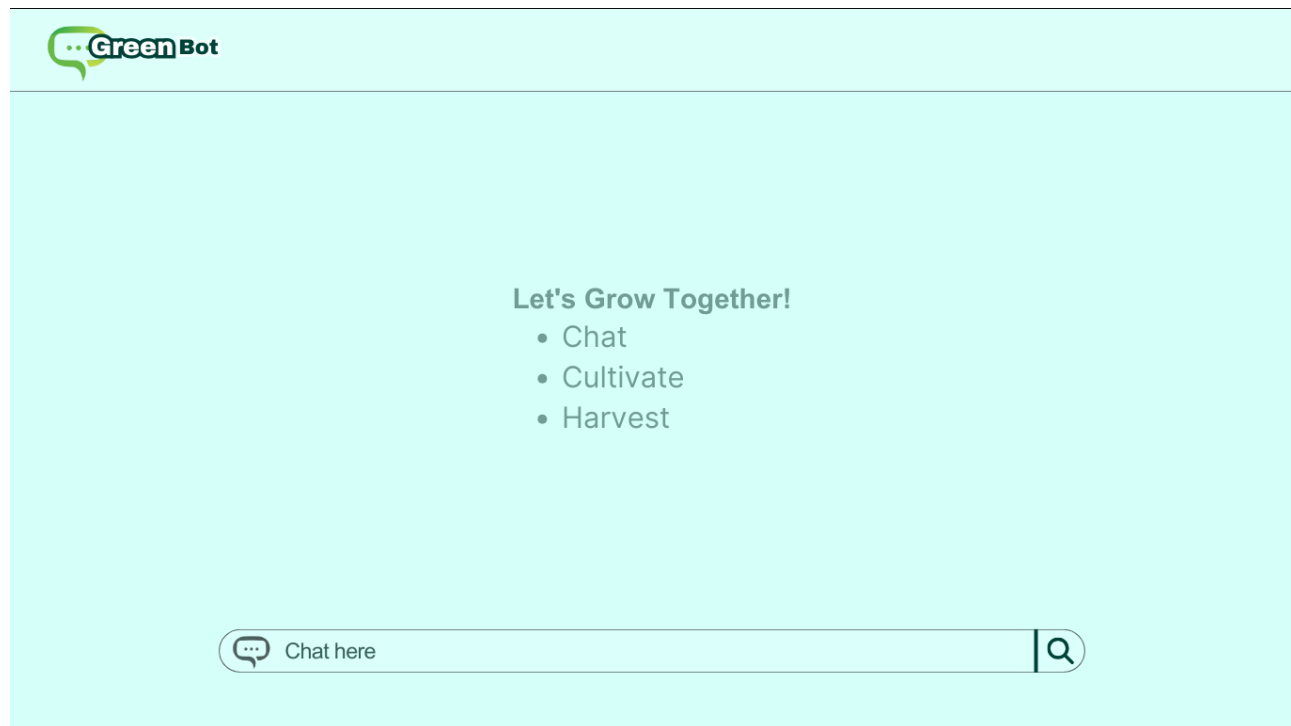 Green Bot
Let's Grow Together!
• Chat
• Cultivate
• Harvest
Chat here